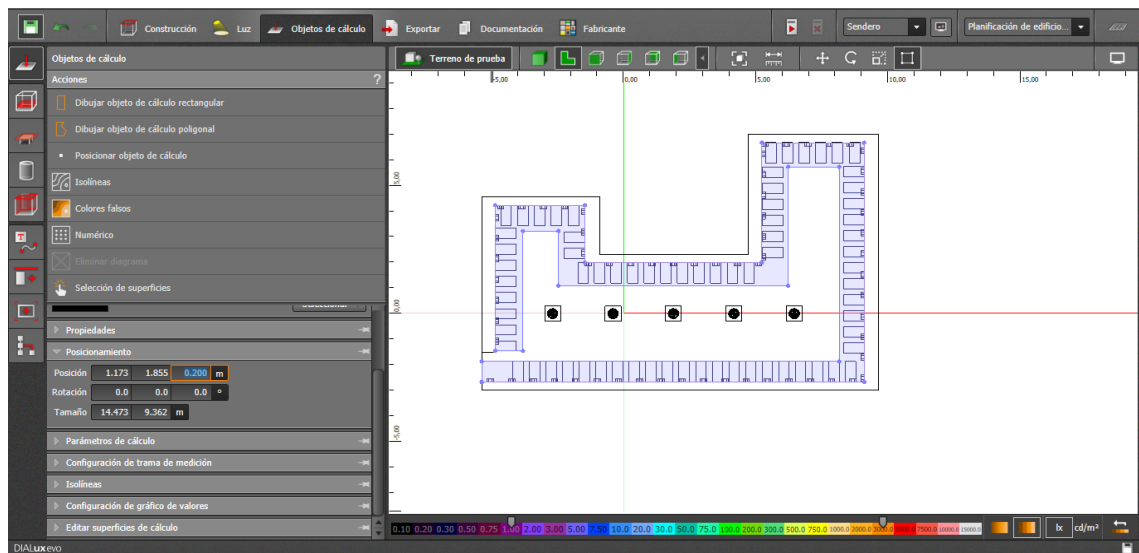 Construcción Luz Objetos de cálculo Exportar Documentación Fabricante Sendero Planificación de edificio...
Objetos de cálculo
Terreno de prueba
Acciones ?
Dibujar objeto de cálculo rectangular
Dibujar objeto de cálculo poligonal
Posicionar objeto de cálculo
Isolíneas
Colores falsos
Numérico
Eliminar diagrama
Selección de superficies
Propiedades
Posicionamiento
Posición 1.173 1.855 0.200 m
Rotación 0.0 0.0 0.0 °
Tamaño 14.473 9.362 m
Parámetros de cálculo
Configuración de trama de medición
Isolíneas
Configuración de gráfico de valores
Editar superficies de cálculo
-5,00 0,00 5,00 10,00 15,00
5,00
0,00
-5,00
0.10 0.20 0.30 0.50 0.75 1.00 2.00 3.00 5.00 7.50 10.0 20.0 30.0 50.0 75.0 100.0 200.0 300.0 500.0 750.0 1000.0 2000.0 3000.0 5000.0 7500.0 10000.0 15000.0 lx cd/m²
DIALux evo